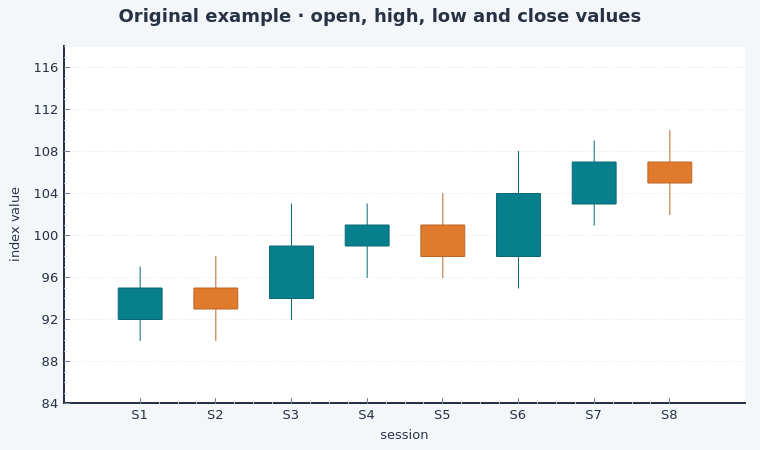 Original example · open, high, low and close values
index value
116
112
108
104
100
96
92
88
84
S1 S2 S3 S4 S5 S6 S7 S8
session